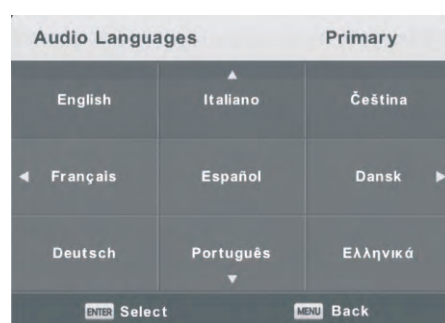 Audio Languages Primary
English Italiano Čeština
Français Español Dansk
Deutsch Português Ελληνικά
ENTER Select MENU Back